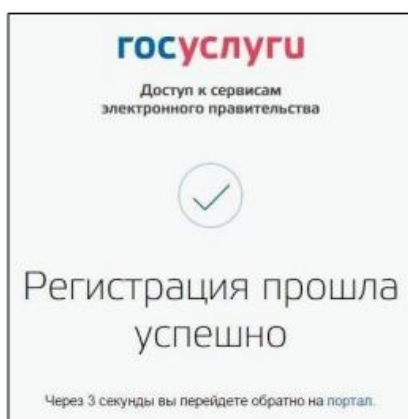 госуслуги
Доступ к сервисам
электронного правительства
Регистрация прошла
успешно
Через 3 секунды вы перейдете обратно на портал.